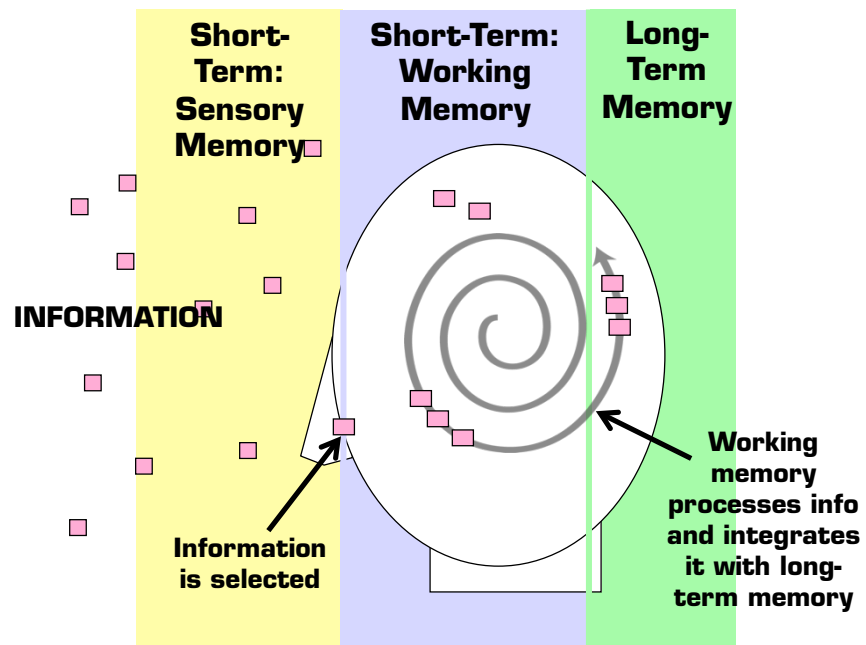 Short-
Term:
Sensory
Memory
Short-Term:
Working
Memory
Long-
Term
Memory
INFORMATION
Information
is selected
Working
memory
processes info
and integrates
it with long-
term memory